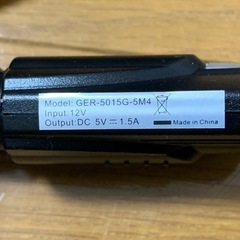 Model: GER-5015G-5M4
Input:12V
Output:DC 5V⎓1.5A
Made in China